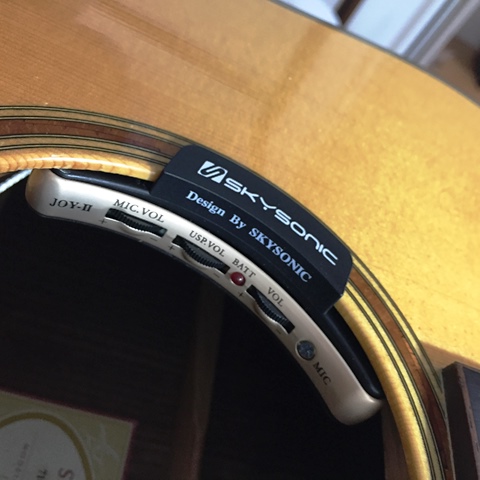 SKYSONIC
Design By SKYSONIC
JOY-II
MIC.VOL
USP.VOL
BATT
VOL
MIC